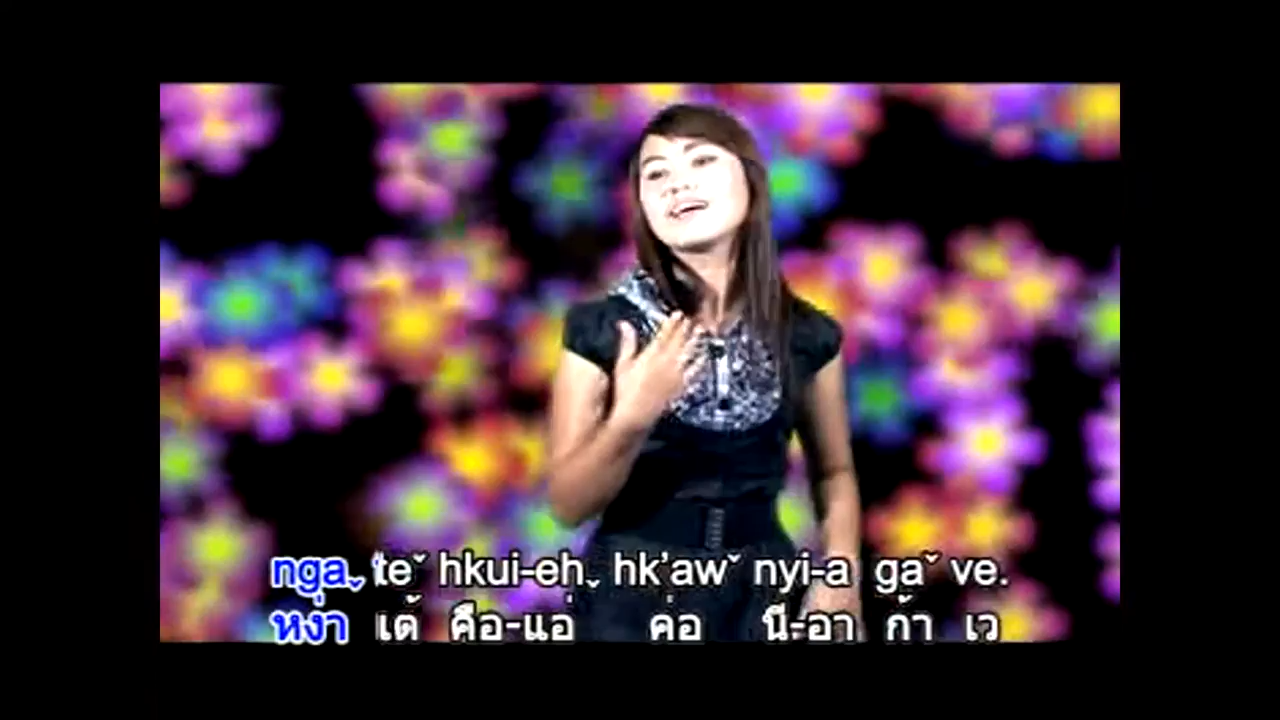 ngaˬ teˇ hkui-ehˬ hk'awˇ nyi-a gaˇ ve.
หง่า เต้ คือ-แอ่ ค่อ นี-อา ก้า เว